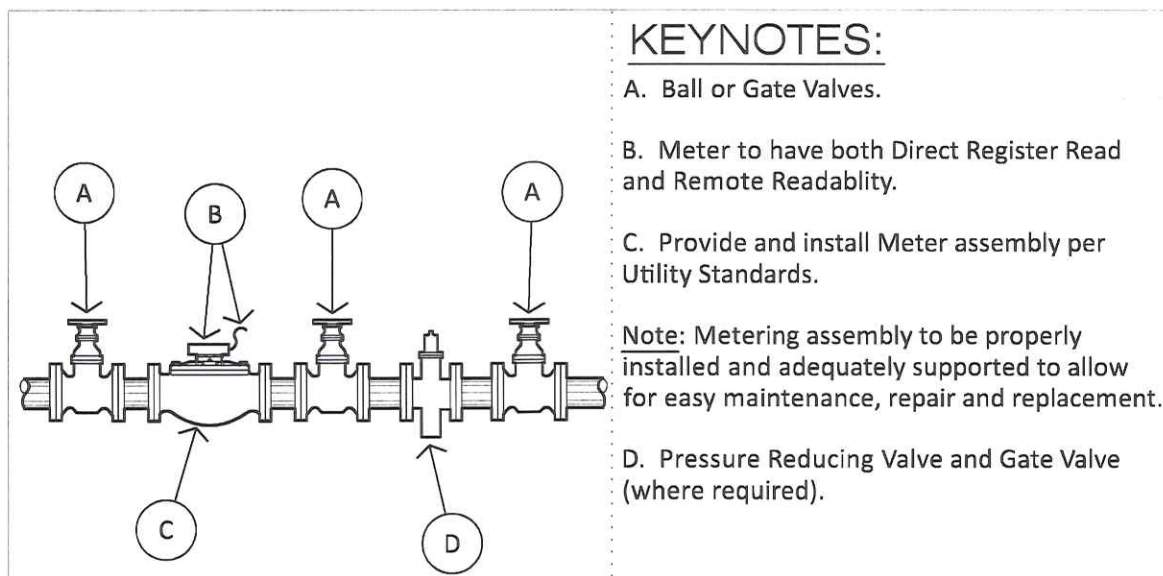 KEYNOTES:
A. Ball or Gate Valves.
B. Meter to have both Direct Register Read
and Remote Readablity.
C. Provide and install Meter assembly per
Utility Standards.
Note: Metering assembly to be properly
installed and adequately supported to allow
for easy maintenance, repair and replacement.
D. Pressure Reducing Valve and Gate Valve
(where required).
A
B
A
A
C
D